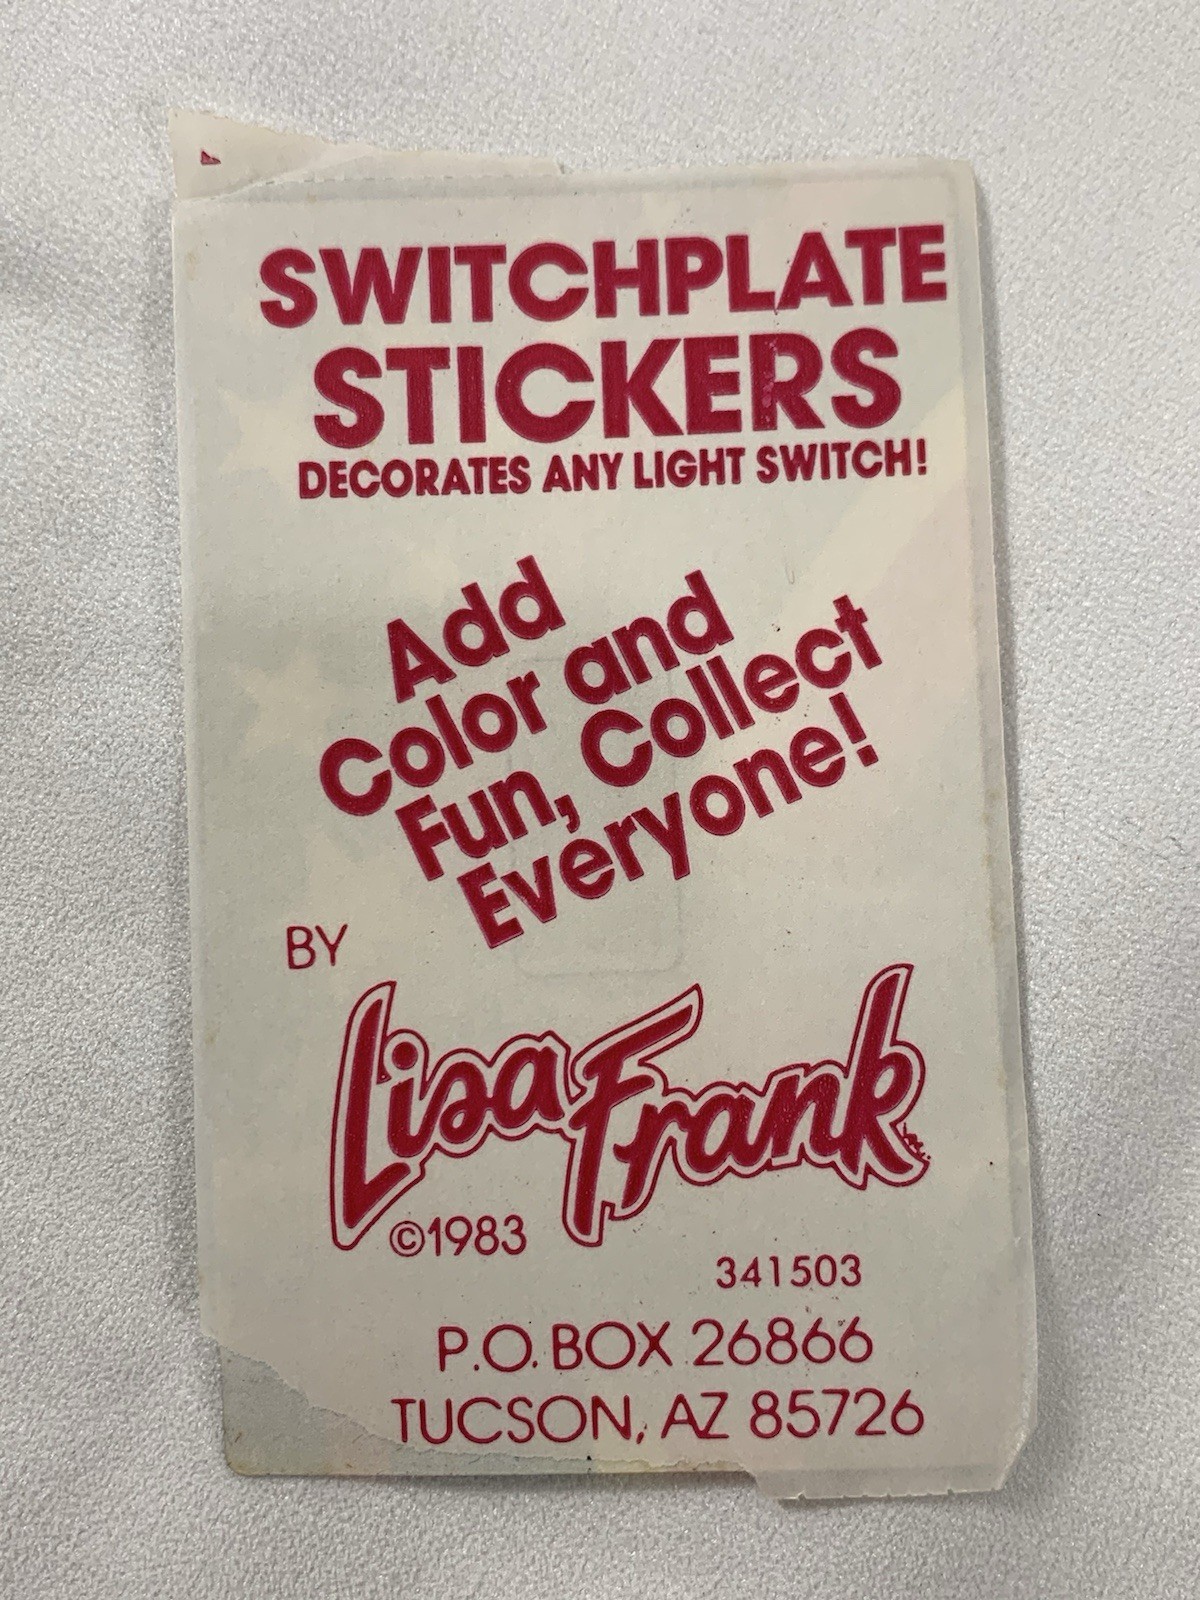 SWITCHPLATE
STICKERS
DECORATES ANY LIGHT SWITCH!
Add
Color and
Fun, Collect
Everyone!
BY
Lisa Frank
©1983
341503
P.O. BOX 26866
TUCSON, AZ 85726